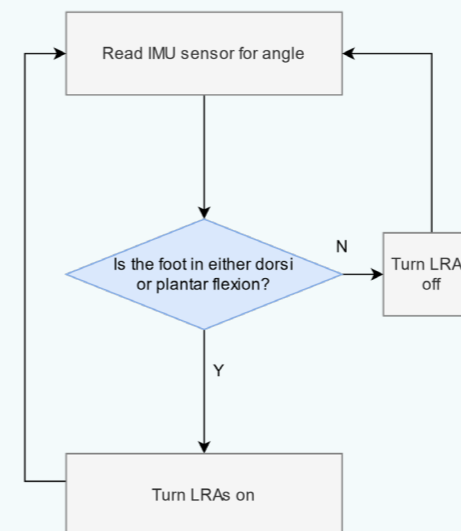 Read IMU sensor for angle
Is the foot in either dorsi
or plantar flexion?
N
Turn LRA
off
Y
Turn LRAs on